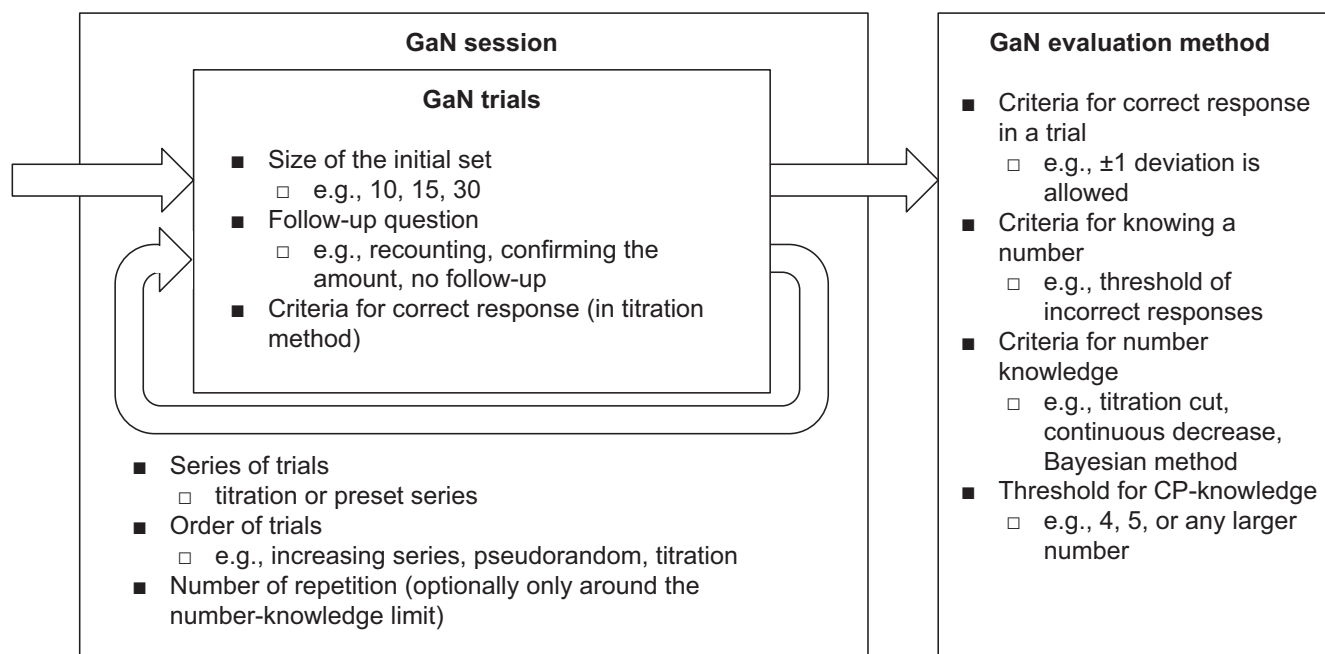 GaN session
GaN trials
■ Size of the initial set
□ e.g., 10, 15, 30
■ Follow-up question
□ e.g., recounting, confirming the
amount, no follow-up
■ Criteria for correct response (in titration
method)
■ Series of trials
□ titration or preset series
■ Order of trials
□ e.g., increasing series, pseudorandom, titration
■ Number of repetition (optionally only around the
number-knowledge limit)
GaN evaluation method
■ Criteria for correct response
in a trial
□ e.g., ±1 deviation is
allowed
■ Criteria for knowing a
number
□ e.g., threshold of
incorrect responses
■ Criteria for number
knowledge
□ e.g., titration cut,
continuous decrease,
Bayesian method
■ Threshold for CP-knowledge
□ e.g., 4, 5, or any larger
number